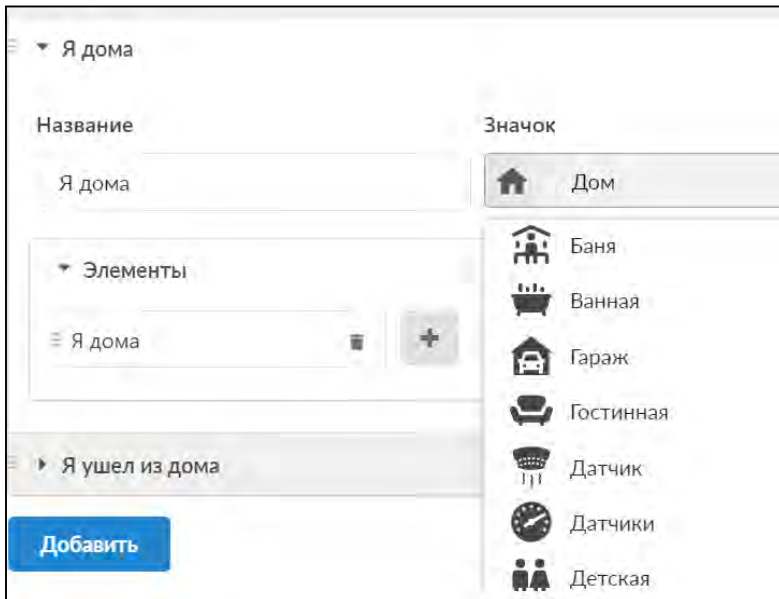 Я дома
Название
Значок
Я дома
Дом
Элементы
Я дома
Баня
Ванная
Гараж
Гостинная
Датчик
Датчики
Детская
Я ушел из дома
Добавить